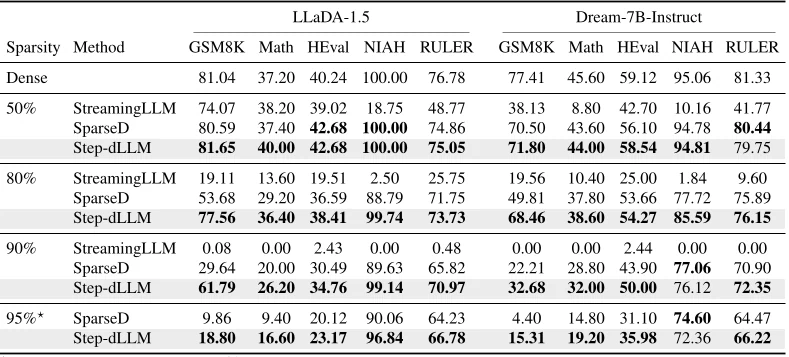 LLaDA-1.5 Dream-7B-Instruct
Sparsity Method GSM8K Math HEval NIAH RULER GSM8K Math HEval NIAH RULER
Dense 81.04 37.20 40.24 100.00 76.78 77.41 45.60 59.12 95.06 81.33
50% StreamingLLM 74.07 38.20 39.02 18.75 48.77 38.13 8.80 42.70 10.16 41.77
SparseD 80.59 37.40 42.68 100.00 74.86 70.50 43.60 56.10 94.78 80.44
Step-dLLM 81.65 40.00 42.68 100.00 75.05 71.80 44.00 58.54 94.81 79.75
80% StreamingLLM 19.11 13.60 19.51 2.50 25.75 19.56 10.40 25.00 1.84 9.60
SparseD 53.68 29.20 36.59 88.79 71.75 49.81 37.80 53.66 77.72 75.89
Step-dLLM 77.56 36.40 38.41 99.74 73.73 68.46 38.60 54.27 85.59 76.15
90% StreamingLLM 0.08 0.00 2.43 0.00 0.48 0.00 0.00 2.44 0.00 0.00
SparseD 29.64 20.00 30.49 89.63 65.82 22.21 28.80 43.90 77.06 70.90
Step-dLLM 61.79 26.20 34.76 99.14 70.97 32.68 32.00 50.00 76.12 72.35
95%⋆ SparseD 9.86 9.40 20.12 90.06 64.23 4.40 14.80 31.10 74.60 64.47
Step-dLLM 18.80 16.60 23.17 96.84 66.78 15.31 19.20 35.98 72.36 66.22